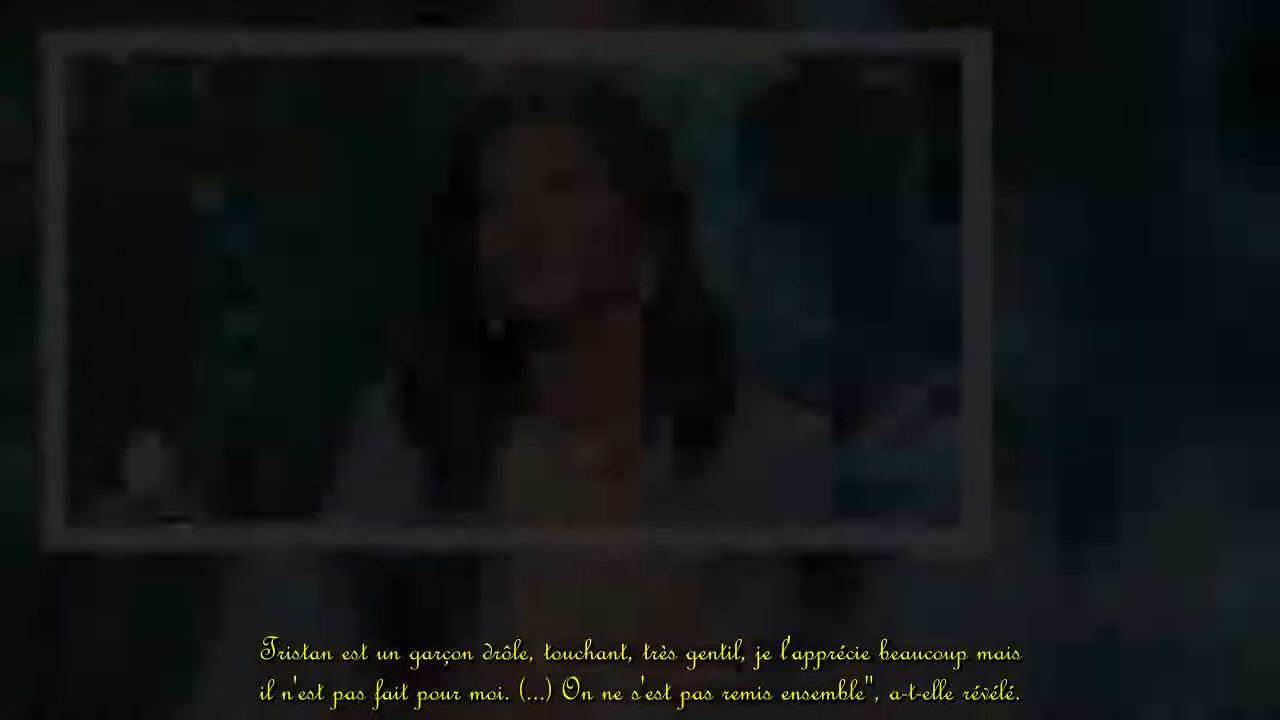 Tristan est un garçon drôle, touchant, très gentil, je l'apprécie beaucoup mais
il n'est pas fait pour moi. (...) On ne s'est pas remis ensemble", a-t-elle révélé.